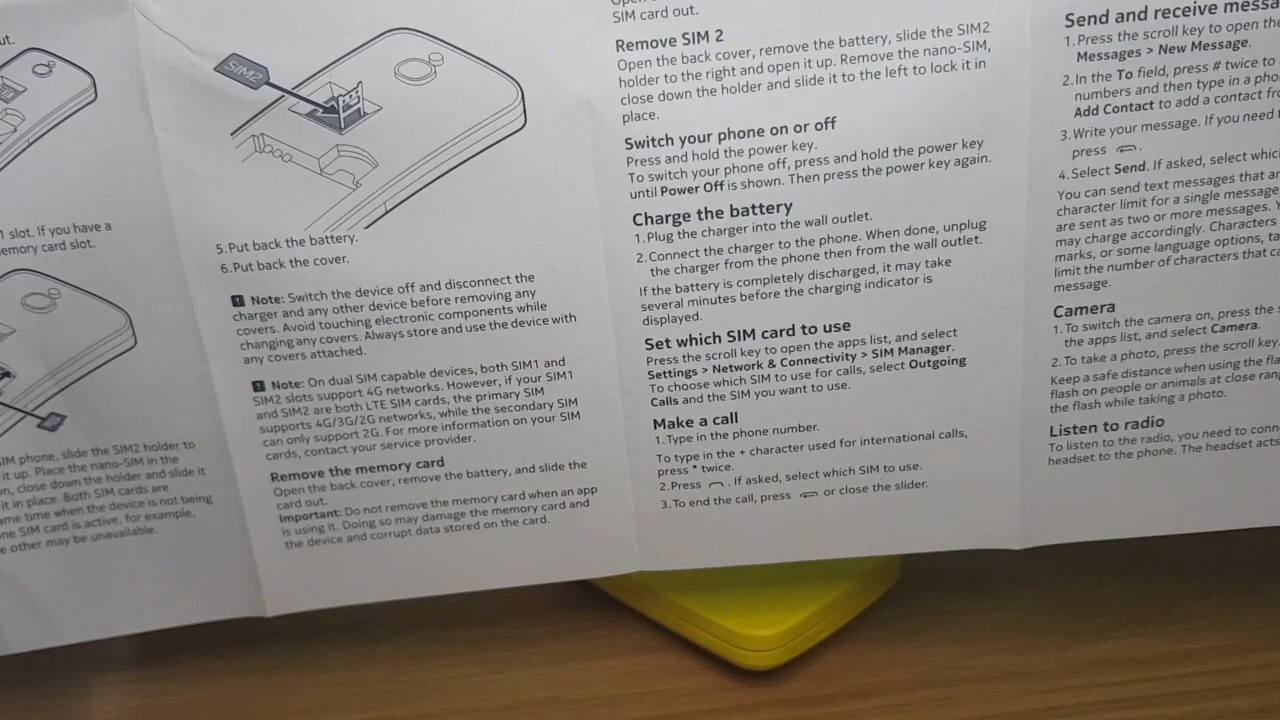 ut.
1 slot. If you have a
emory card slot.
IM phone, slide the SIM2 holder to
it up. Place the nano-SIM in the
n, close down the holder and slide it
it in place. Both SIM cards are
ame time when the device is not being
ne SIM card is active, for example,
e other may be unavailable.
SIM2
5.Put back the battery.
6.Put back the cover.
Note: Switch the device off and disconnect the
charger and any other device before removing any
covers. Avoid touching electronic components while
changing any covers. Always store and use the device with
any covers attached.
Note: On dual SIM capable devices, both SIM1 and
SIM2 slots support 4G networks. However, if your SIM1
and SIM2 are both LTE SIM cards, the primary SIM
supports 4G/3G/2G networks, while the secondary SIM
can only support 2G. For more information on your SIM
cards, contact your service provider.
Remove the memory card
Open the back cover, remove the battery, and slide the
card out.
Important: Do not remove the memory card when an app
is using it. Doing so may damage the memory card and
the device and corrupt data stored on the card.
SIM card out.
Remove SIM 2
Open the back cover, remove the battery, slide the SIM2
holder to the right and open it up. Remove the nano-SIM,
close down the holder and slide it to the left to lock it in
place.
Switch your phone on or off
Press and hold the power key.
To switch your phone off, press and hold the power key
until Power Off is shown. Then press the power key again.
Charge the battery
1.Plug the charger into the wall outlet.
2.Connect the charger to the phone. When done, unplug
the charger from the phone then from the wall outlet.
If the battery is completely discharged, it may take
several minutes before the charging indicator is
displayed.
Set which SIM card to use
Press the scroll key to open the apps list, and select
Settings > Network & Connectivity > SIM Manager.
To choose which SIM to use for calls, select Outgoing
Calls and the SIM you want to use.
Make a call
1.Type in the phone number.
To type in the + character used for international calls,
press * twice.
2.Press . If asked, select which SIM to use.
3.To end the call, press or close the slider.
Send and receive messa
1.Press the scroll key to open the
Messages > New Message.
2.In the To field, press # twice to
numbers and then type in a pho
Add Contact to add a contact fro
3.Write your message. If you need
press .
4.Select Send. If asked, select whic
You can send text messages that ar
character limit for a single message
are sent as two or more messages. Y
may charge accordingly. Characters
marks, or some language options, ta
limit the number of characters that ca
message.
Camera
1.To switch the camera on, press the s
the apps list, and select Camera.
2.To take a photo, press the scroll key.
Keep a safe distance when using the fla
flash on people or animals at close ran
the flash while taking a photo.
Listen to radio
To listen to the radio, you need to conn
headset to the phone. The headset acts